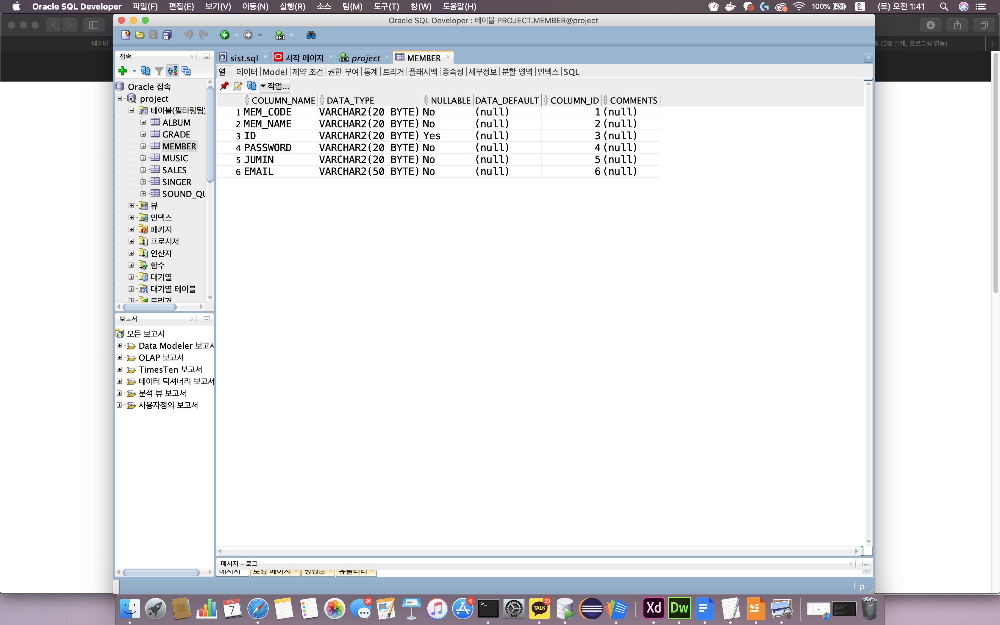 Oracle SQL Developer 파일(F) 편집(E) 보기(V) 이동(N) 실행(R) 소스 팀(M) 도구(T) 창(W) 도움말(H) 100% 한 (토) 오전 1:41
Oracle SQL Developer : 테이블 PROJECT.MEMBER@project
네이버
(DB 설계, 프로그램 연동)
접속
Oracle 접속
project
테이블(필터링됨)
ALBUM
GRADE
MEMBER
MUSIC
SALES
SINGER
SOUND_QU
뷰
인덱스
패키지
프로시저
연산자
함수
대기열
대기열 테이블
트리거
보고서
모든 보고서
Data Modeler 보고서
OLAP 보고서
TimesTen 보고서
데이터 딕셔너리 보고서
분석 뷰 보고서
사용자정의 보고서
sist.sql 시작 페이지 project MEMBER
열 데이터 Model 제약 조건 권한 부여 통계 트리거 플래시백 종속성 세부정보 분할 영역 인덱스 SQL
작업...
COLUMN_NAME DATA_TYPE NULLABLE DATA_DEFAULT COLUMN_ID COMMENTS
1 MEM_CODE VARCHAR2(20 BYTE) No (null) 1 (null)
2 MEM_NAME VARCHAR2(20 BYTE) No (null) 2 (null)
3 ID VARCHAR2(20 BYTE) Yes (null) 3 (null)
4 PASSWORD VARCHAR2(20 BYTE) No (null) 4 (null)
5 JUMIN VARCHAR2(20 BYTE) No (null) 5 (null)
6 EMAIL VARCHAR2(50 BYTE) No (null) 6 (null)
메시지 – 로그
메시지 로깅 페이지 명령문 유틸리티
p
12월
7
26
PAGES
6
TALK
23
Xd
Dw